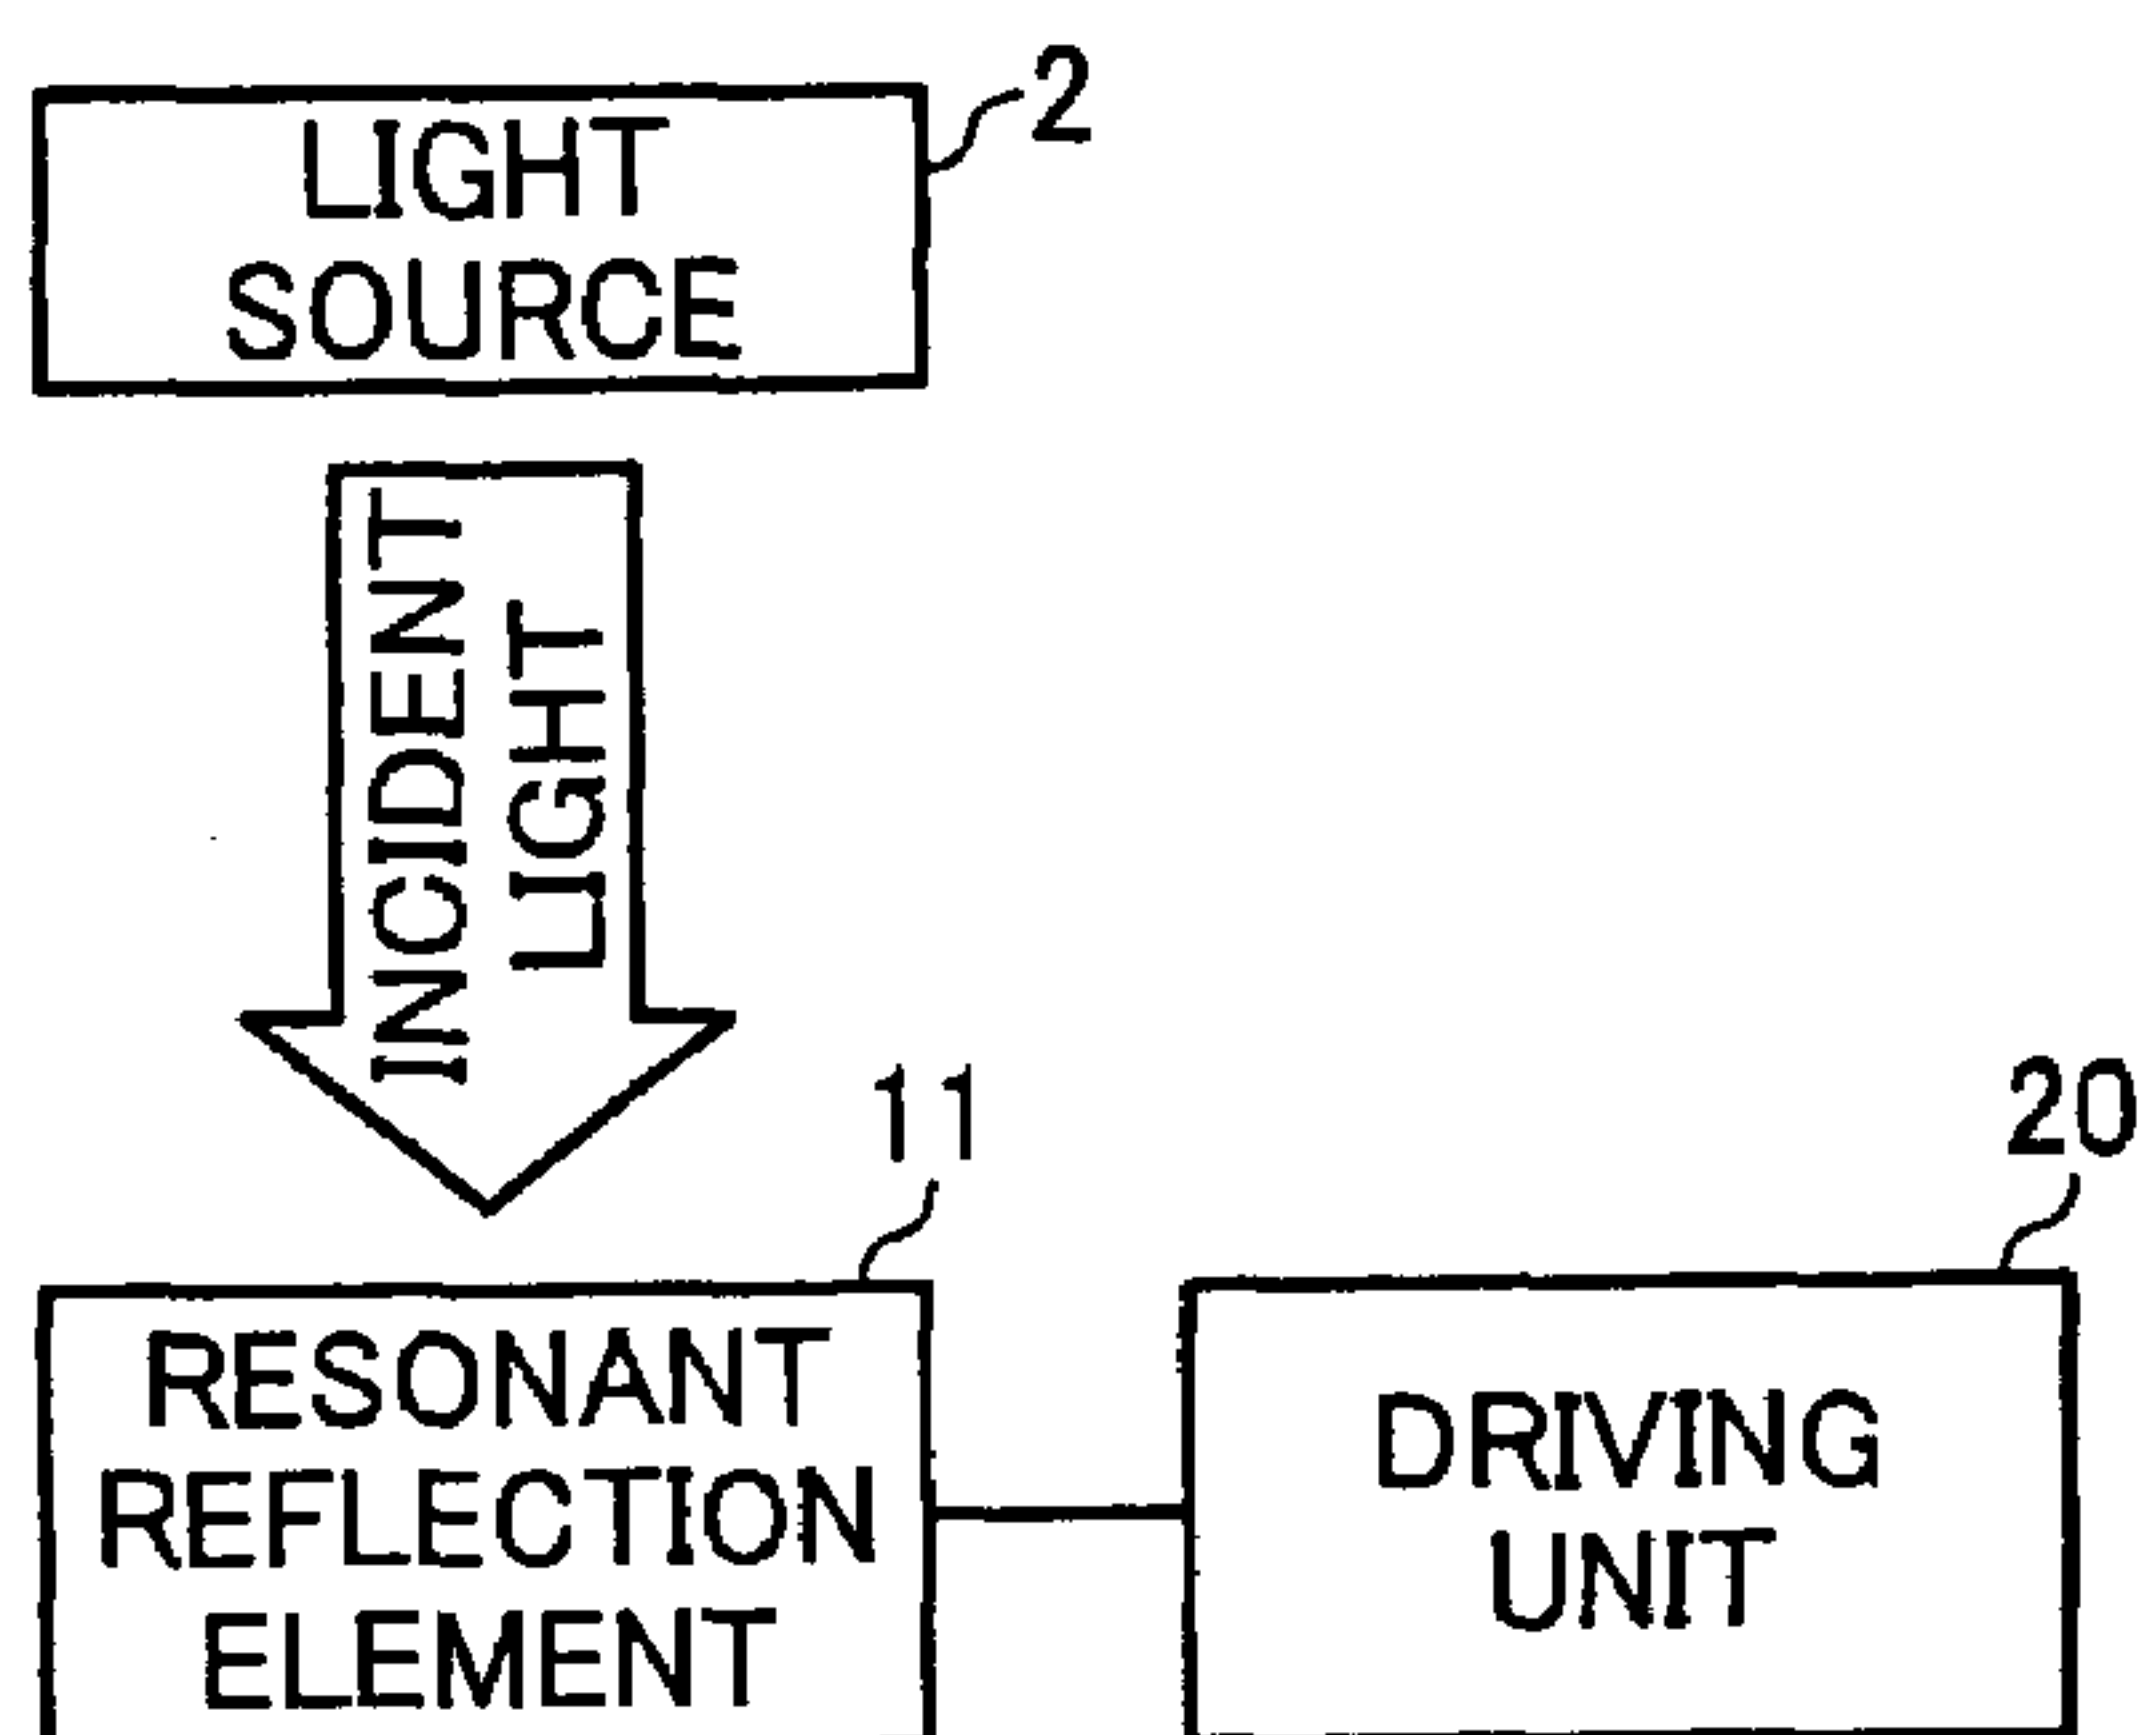 2
LIGHT
SOURCE
INCIDENT
LIGHT
11
20
RESONANT
REFLECTION
ELEMENT
DRIVING
UNIT